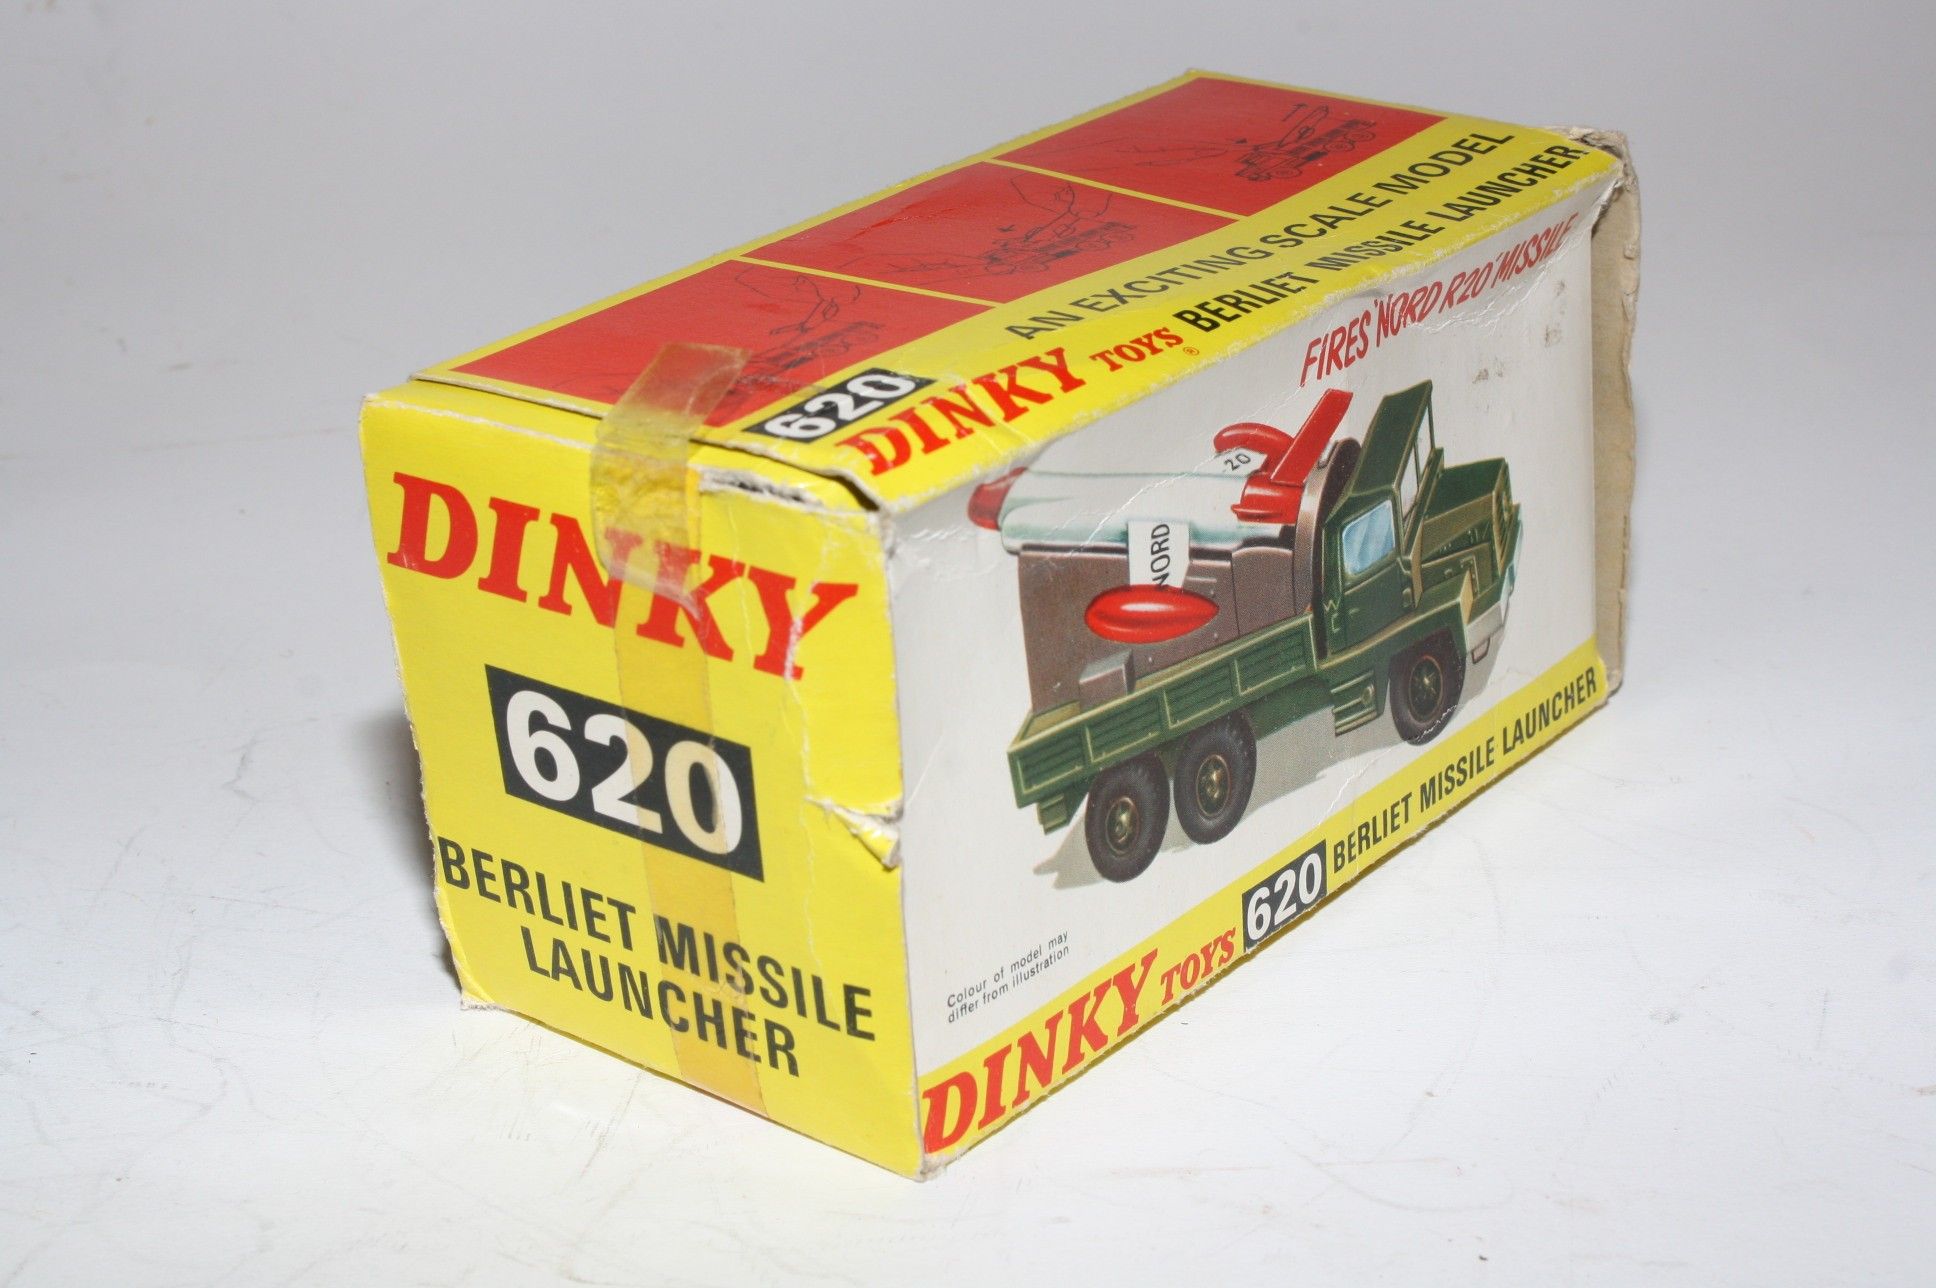 AN EXCITING SCALE MODEL
620 DINKY TOYS® BERLIET MISSILE LAUNCHER
DINKY
620
BERLIET MISSILE
LAUNCHER
FIRES 'NORD R20' MISSILE
-20
NORD
Colour of model may
differ from illustration
DINKY TOYS 620 BERLIET MISSILE LAUNCHER